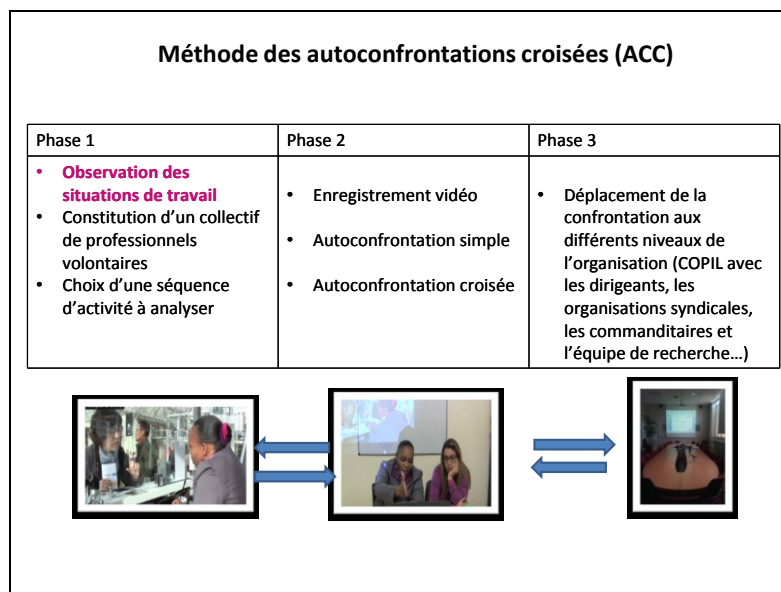 Méthode des autoconfrontations croisées (ACC)
Phase 1
Phase 2
Phase 3
• Observation des
situations de travail
• Constitution d'un collectif
de professionnels
volontaires
• Choix d'une séquence
d'activité à analyser
• Enregistrement vidéo
• Autoconfrontation simple
• Autoconfrontation croisée
• Déplacement de la
confrontation aux
différents niveaux de
l'organisation (COPIL avec
les dirigeants, les
organisations syndicales,
les commanditaires et
l'équipe de recherche…)